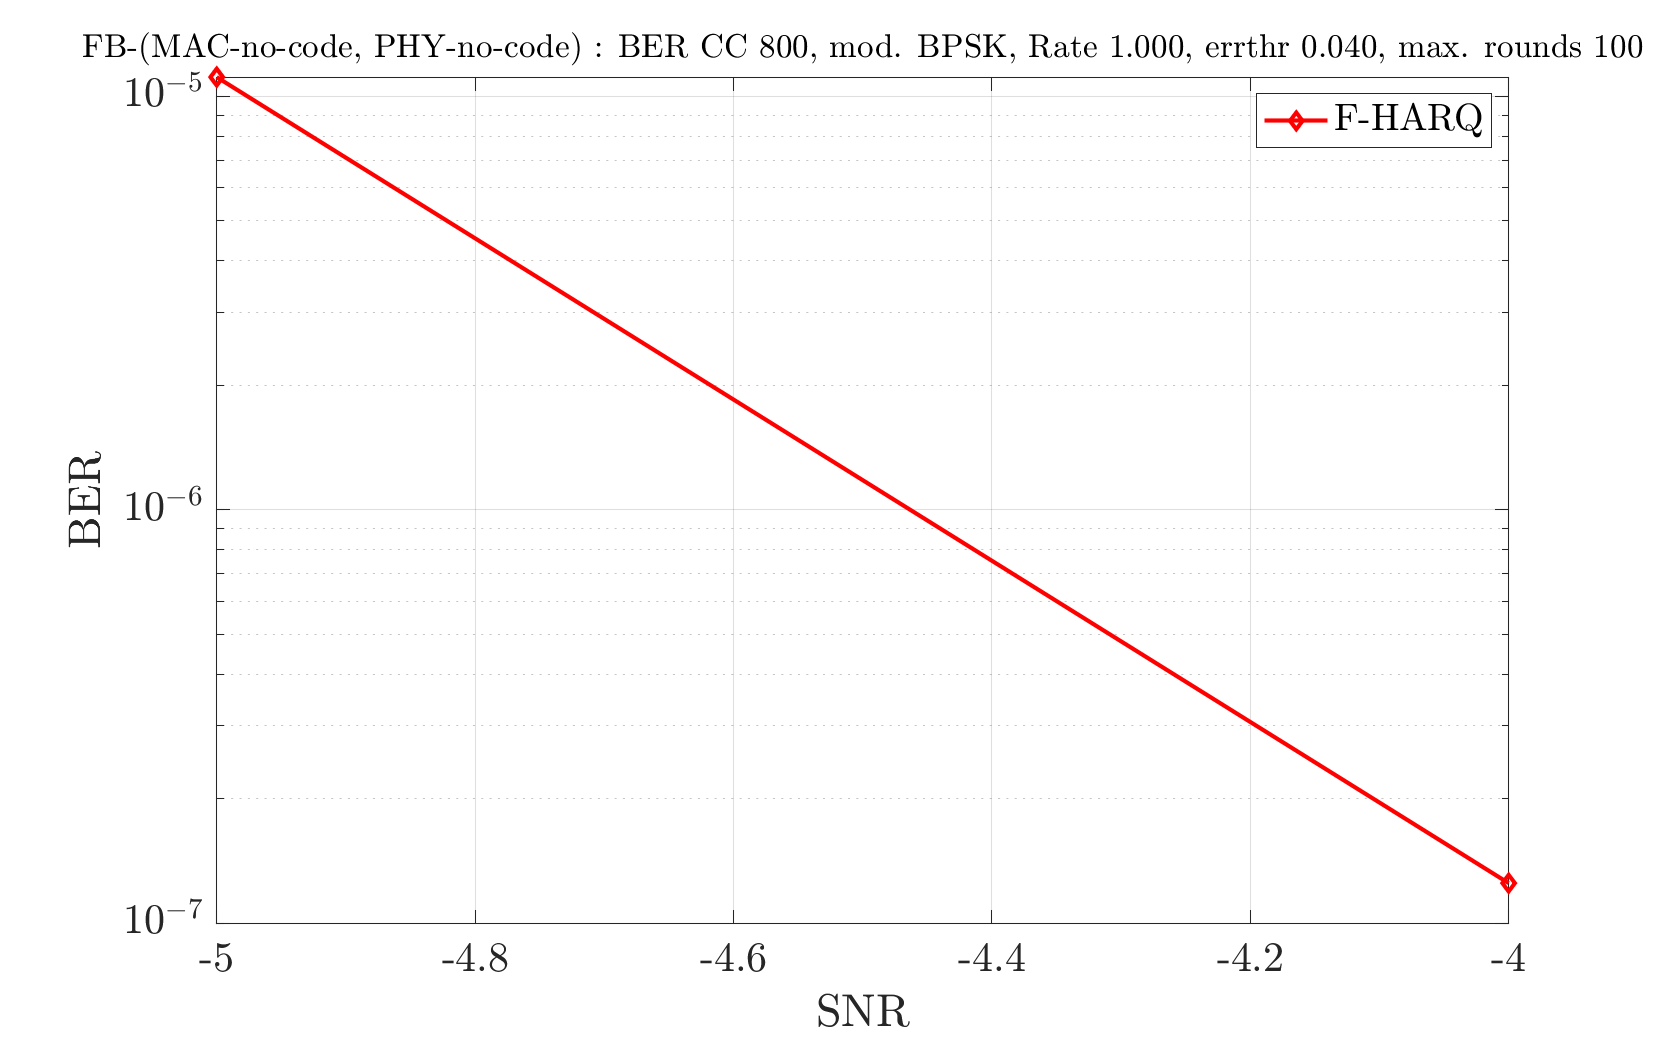 FB-(MAC-no-code, PHY-no-code) : BER CC 800, mod. BPSK, Rate 1.000, errthr 0.040, max. rounds 100
F-HARQ
BER
10⁻⁵
10⁻⁶
10⁻⁷
-5 -4.8 -4.6 -4.4 -4.2 -4
SNR